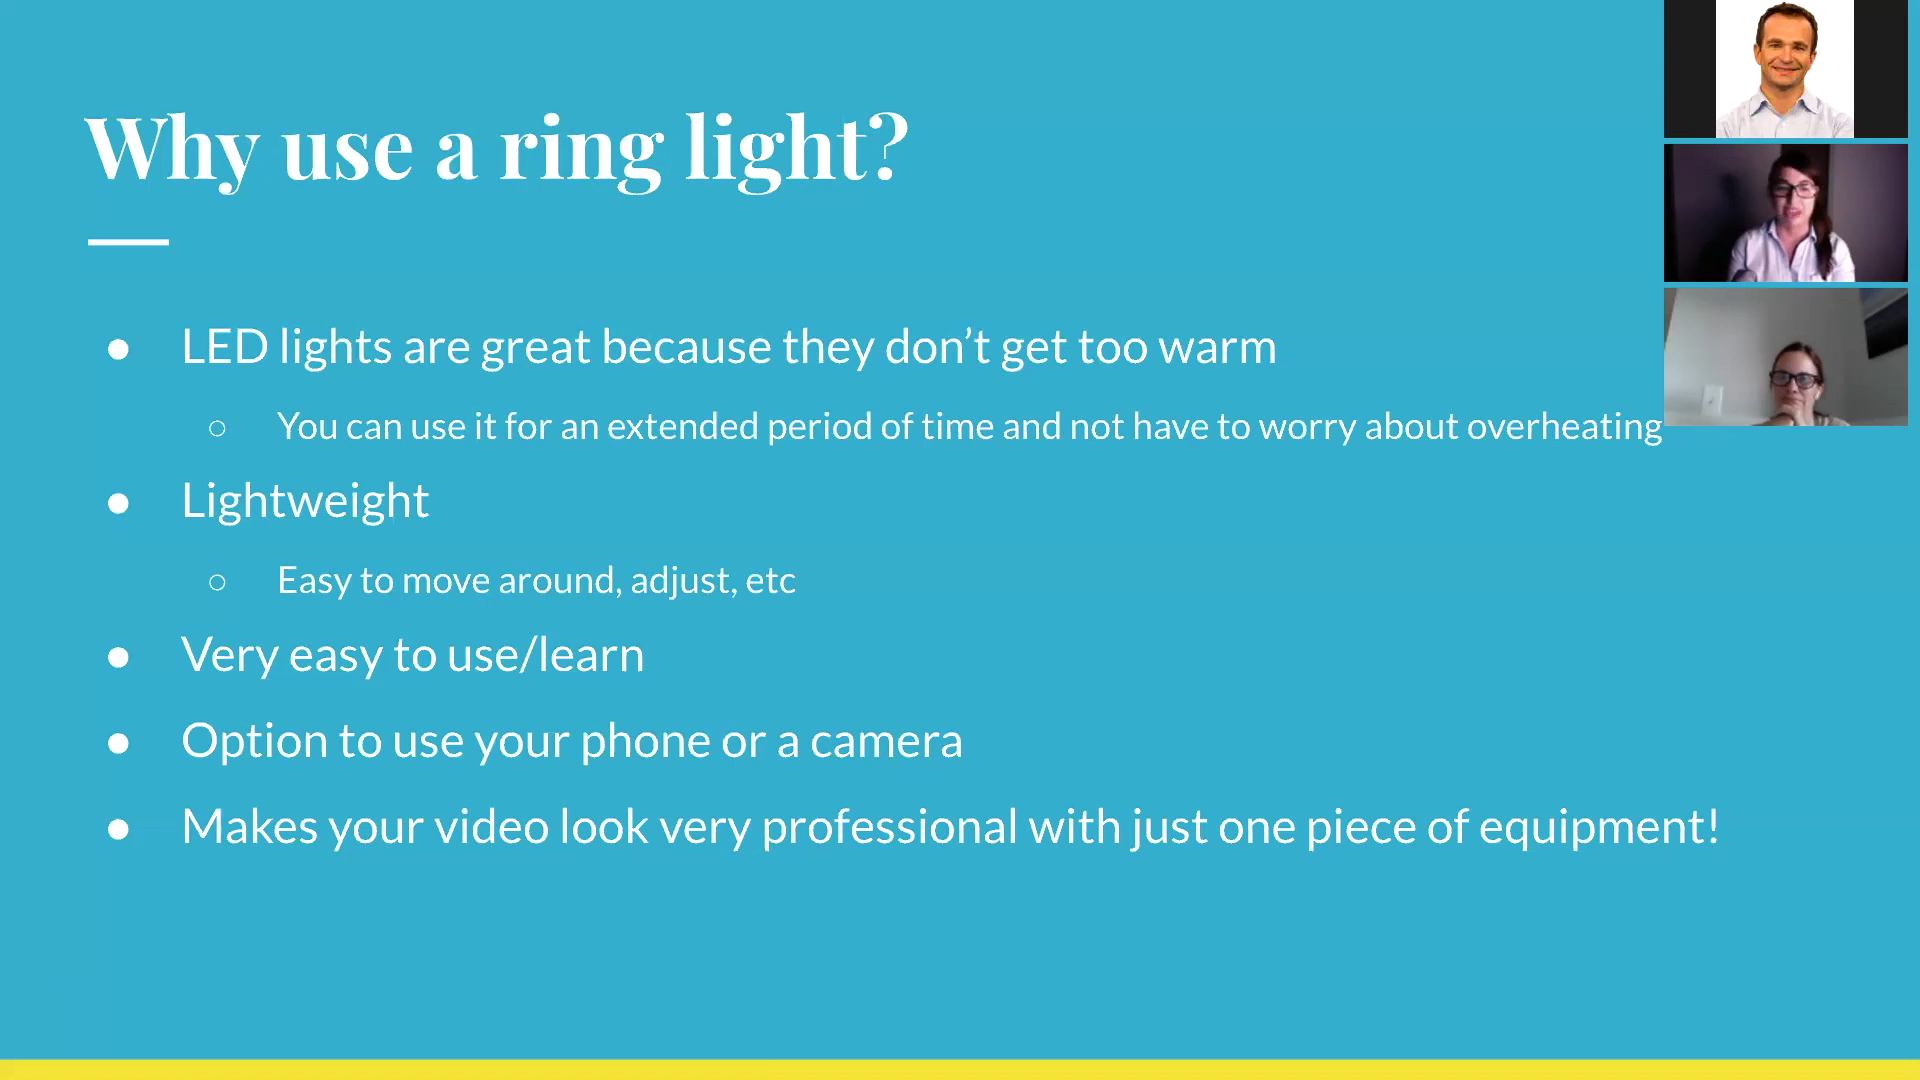 Why use a ring light?
● LED lights are great because they don’t get too warm
○ You can use it for an extended period of time and not have to worry about overheating
● Lightweight
○ Easy to move around, adjust, etc
● Very easy to use/learn
● Option to use your phone or a camera
● Makes your video look very professional with just one piece of equipment!